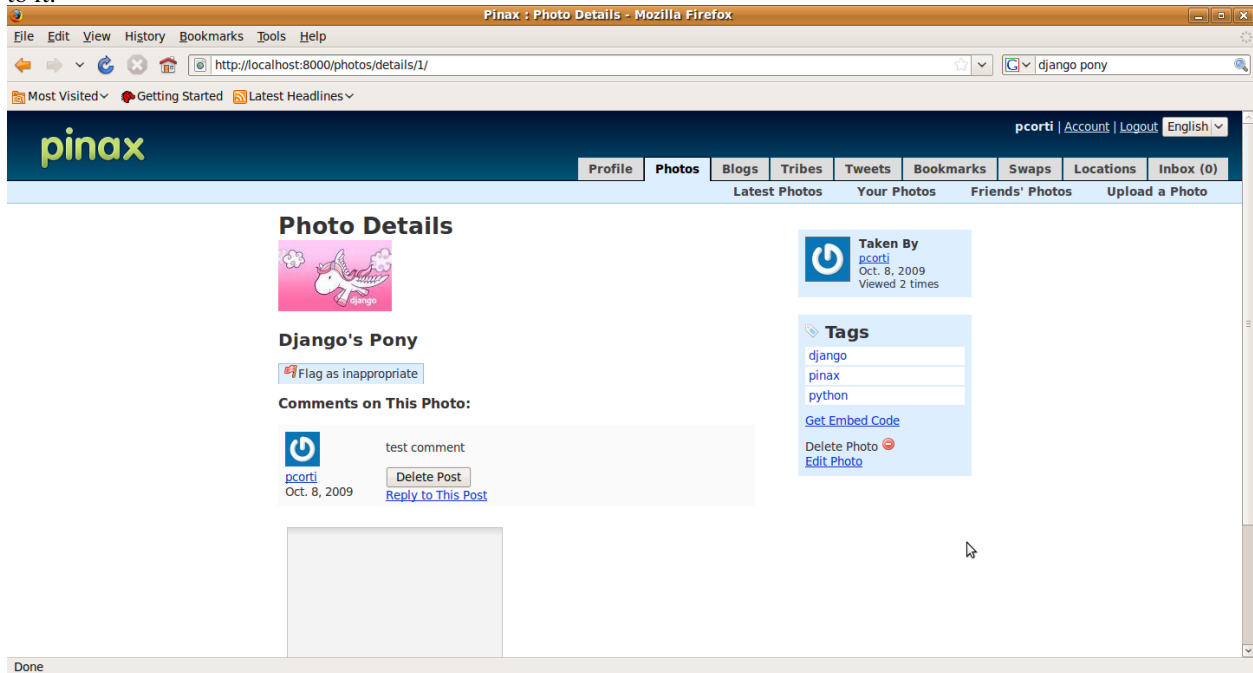 to it.
Pinax : Photo Details - Mozilla Firefox
File Edit View History Bookmarks Tools Help
http://localhost:8000/photos/details/1/
G django pony
Most Visited Getting Started Latest Headlines
pinax
pcorti | Account | Logout English
Profile Photos Blogs Tribes Tweets Bookmarks Swaps Locations Inbox (0)
Latest Photos Your Photos Friends' Photos Upload a Photo
Photo Details
django
Django's Pony
Flag as inappropriate
Comments on This Photo:
test comment
Delete Post
pcorti
Oct. 8, 2009
Reply to This Post
Taken By
pcorti
Oct. 8, 2009
Viewed 2 times
Tags
django
pinax
python
Get Embed Code
Delete Photo
Edit Photo
Done